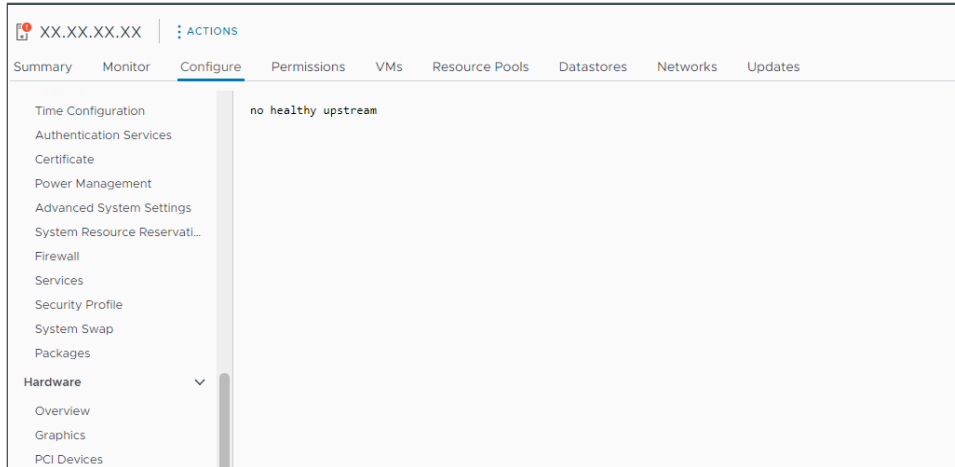 XX.XX.XX.XX ACTIONS
Summary Monitor Configure Permissions VMs Resource Pools Datastores Networks Updates
Time Configuration
Authentication Services
Certificate
Power Management
Advanced System Settings
System Resource Reservati...
Firewall
Services
Security Profile
System Swap
Packages
Hardware
Overview
Graphics
PCI Devices
no healthy upstream